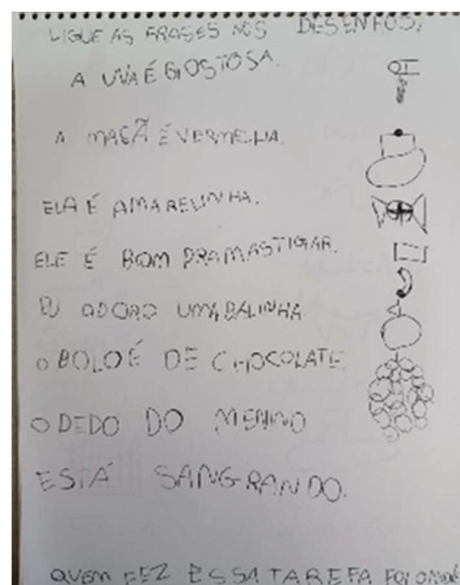 LIGUE AS FRASES NOS DESENHOS.
A UVA É GOSTOSA.
A MAÇÃ É VERMELHA.
ELA É AMARELINHA.
ELE É BOM PRA MASTIGAR.
EU ADORO UMA BALINHA.
O BOLO É DE CHOCOLATE.
O DEDO DO MENINO
ESTÁ SANGRANDO.
QUEM FEZ ESSA TAREFA FOI O